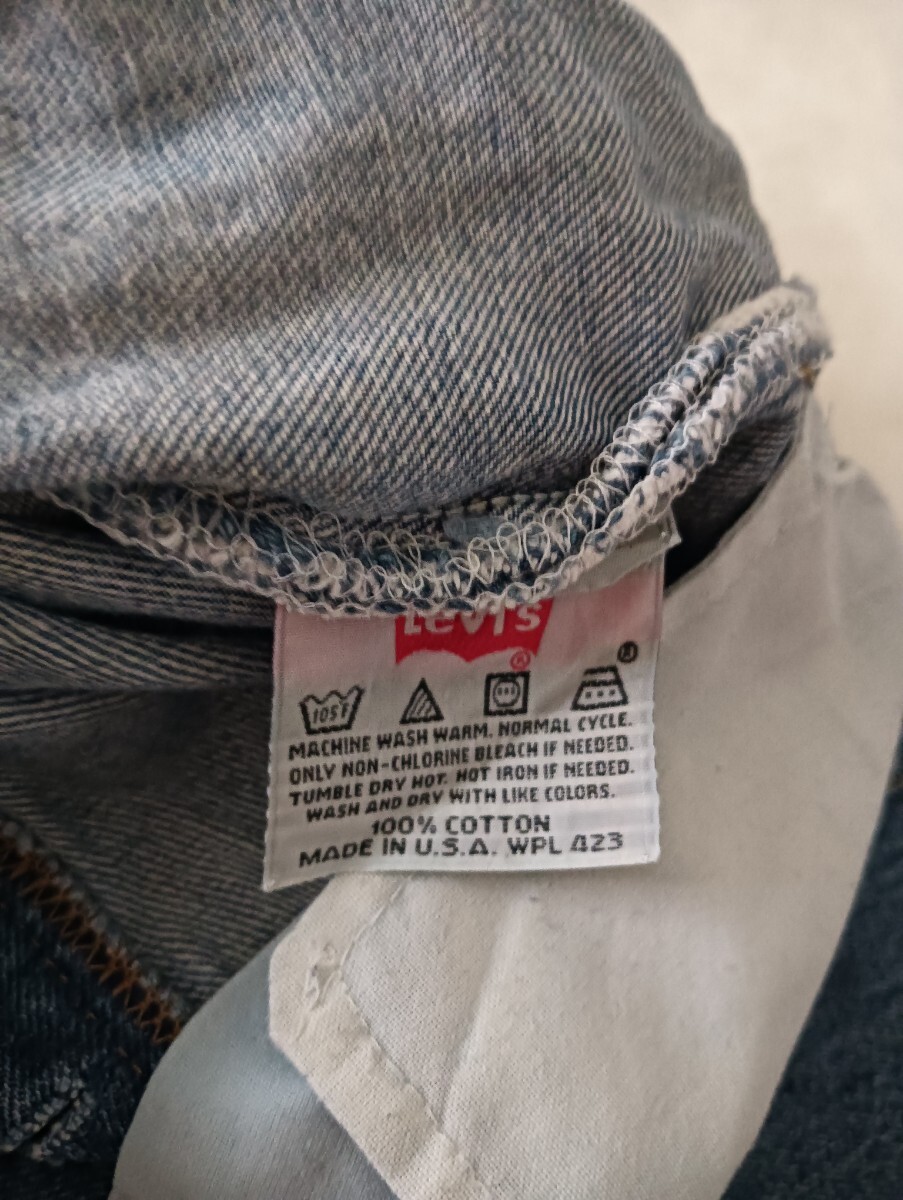 Levi's
®
105F
MACHINE WASH WARM. NORMAL CYCLE.
ONLY NON-CHLORINE BLEACH IF NEEDED.
TUMBLE DRY HOT. HOT IRON IF NEEDED.
WASH AND DRY WITH LIKE COLORS.
100% COTTON
MADE IN U.S.A. WPL 423